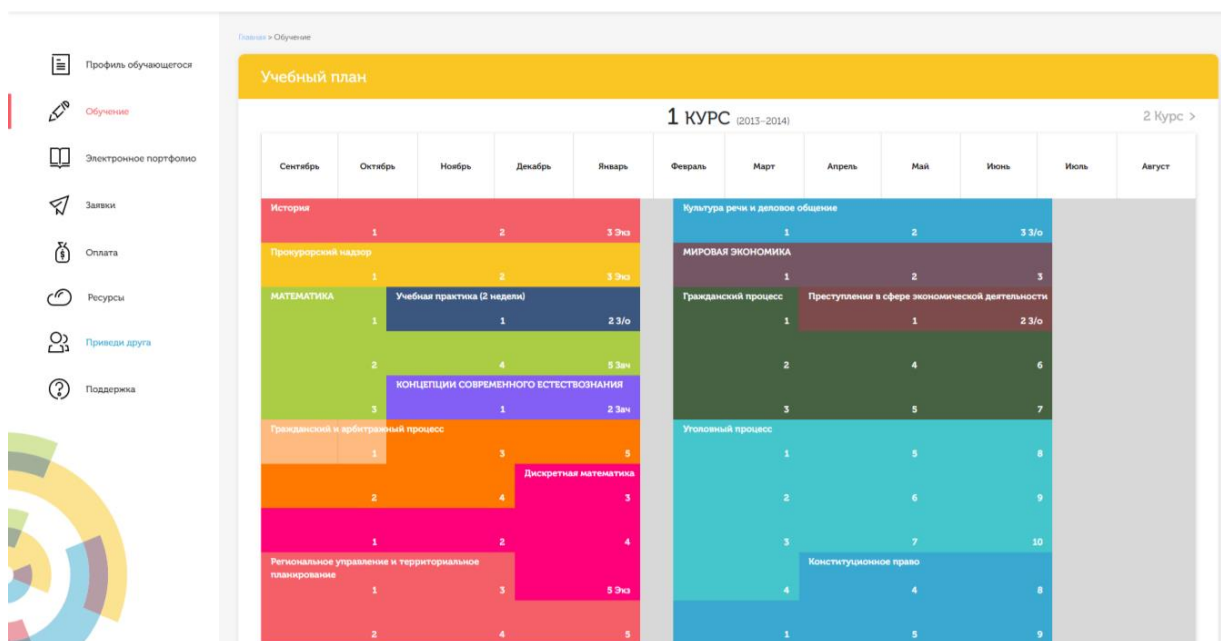 Главная > Обучение
Профиль обучающегося
Обучение
Электронное портфолио
Заявки
Оплата
Ресурсы
Приведи друга
Поддержка
Учебный план
1 КУРС (2013–2014)
2 Курс >
Сентябрь Октябрь Ноябрь Декабрь Январь Февраль Март Апрель Май Июнь Июль Август
История
1 2 3 Экз
Прокурорский надзор
1 2 3 Экз
МАТЕМАТИКА Учебная практика (2 недели)
1 1 2 З/о
2 4 5 Зач
КОНЦЕПЦИИ СОВРЕМЕННОГО ЕСТЕСТВОЗНАНИЯ
3 1 2 Зач
Гражданский и арбитражный процесс
1 3 5
Дискретная математика
2 4 3
1 2 4
Региональное управление и территориальное
планирование
1 3 5 Экз
2 4 5
Культура речи и деловое общение
1 2 3 З/о
МИРОВАЯ ЭКОНОМИКА
1 2 3
Гражданский процесс Преступления в сфере экономической деятельности
1 1 2 З/о
2 4 6
3 5 7
Уголовный процесс
1 5 8
2 6 9
3 7 10
Конституционное право
4 4 8
1 5 9